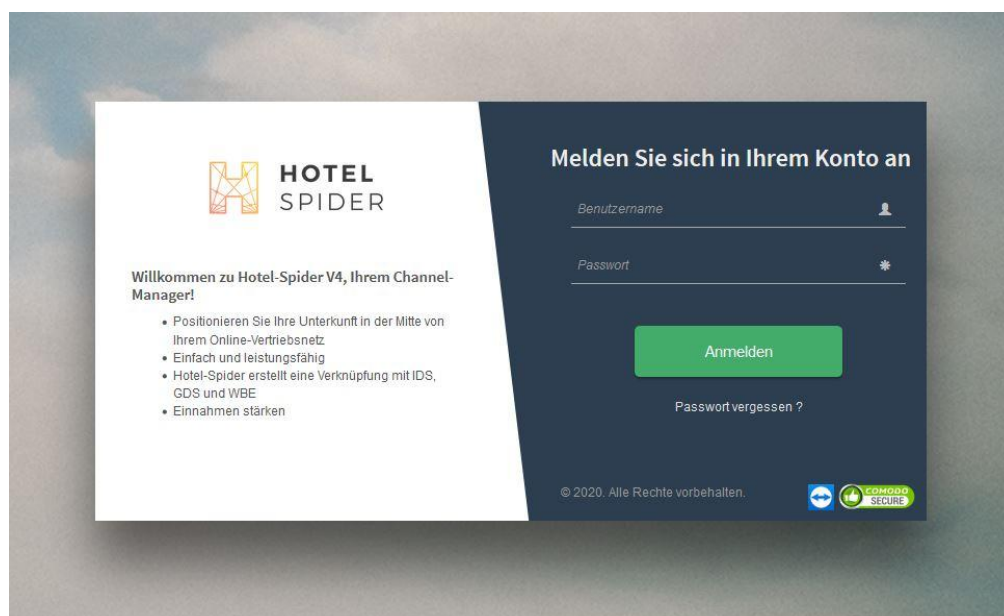 HOTEL
SPIDER
Willkommen zu Hotel-Spider V4, Ihrem Channel-
Manager!
• Positionieren Sie Ihre Unterkunft in der Mitte von
Ihrem Online-Vertriebsnetz
• Einfach und leistungsfähig
• Hotel-Spider erstellt eine Verknüpfung mit IDS,
GDS und WBE
• Einnahmen stärken
Melden Sie sich in Ihrem Konto an
Benutzername
Passwort
Anmelden
Passwort vergessen ?
© 2020. Alle Rechte vorbehalten.
COMODO
SECURE